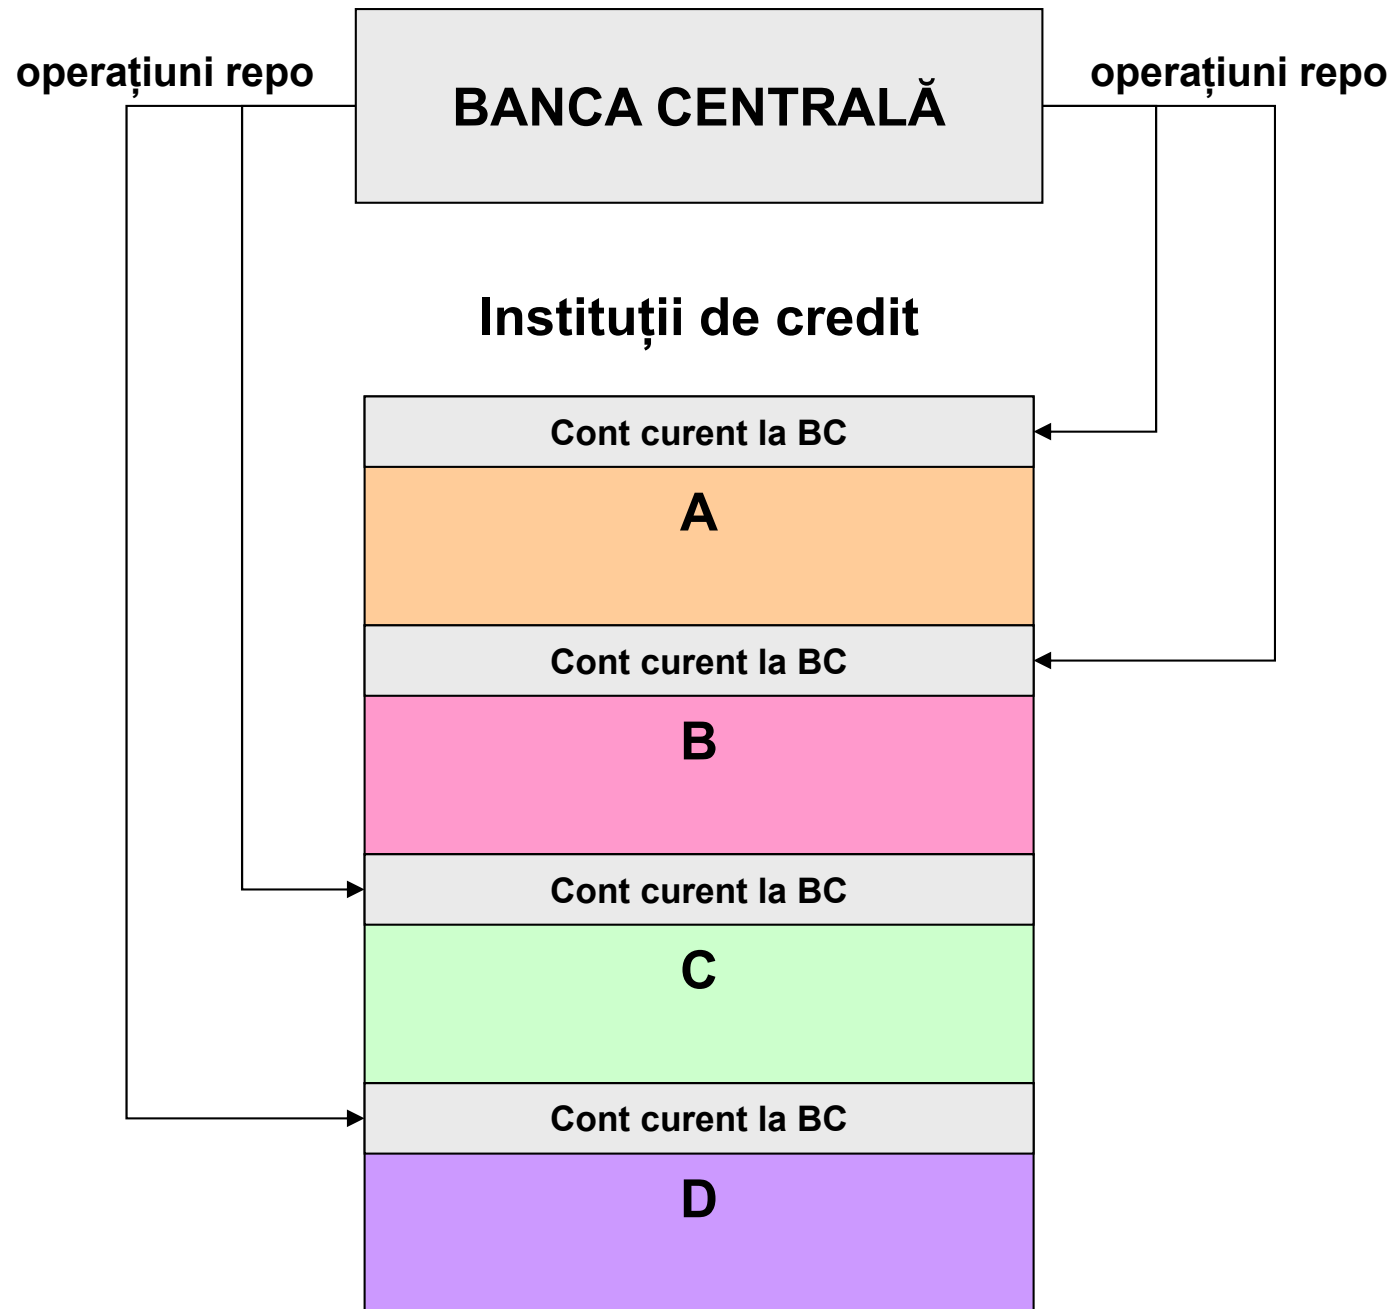 operațiuni repo
BANCA CENTRALĂ
operațiuni repo
Instituții de credit
Cont curent la BC
A
Cont curent la BC
B
Cont curent la BC
C
Cont curent la BC
D